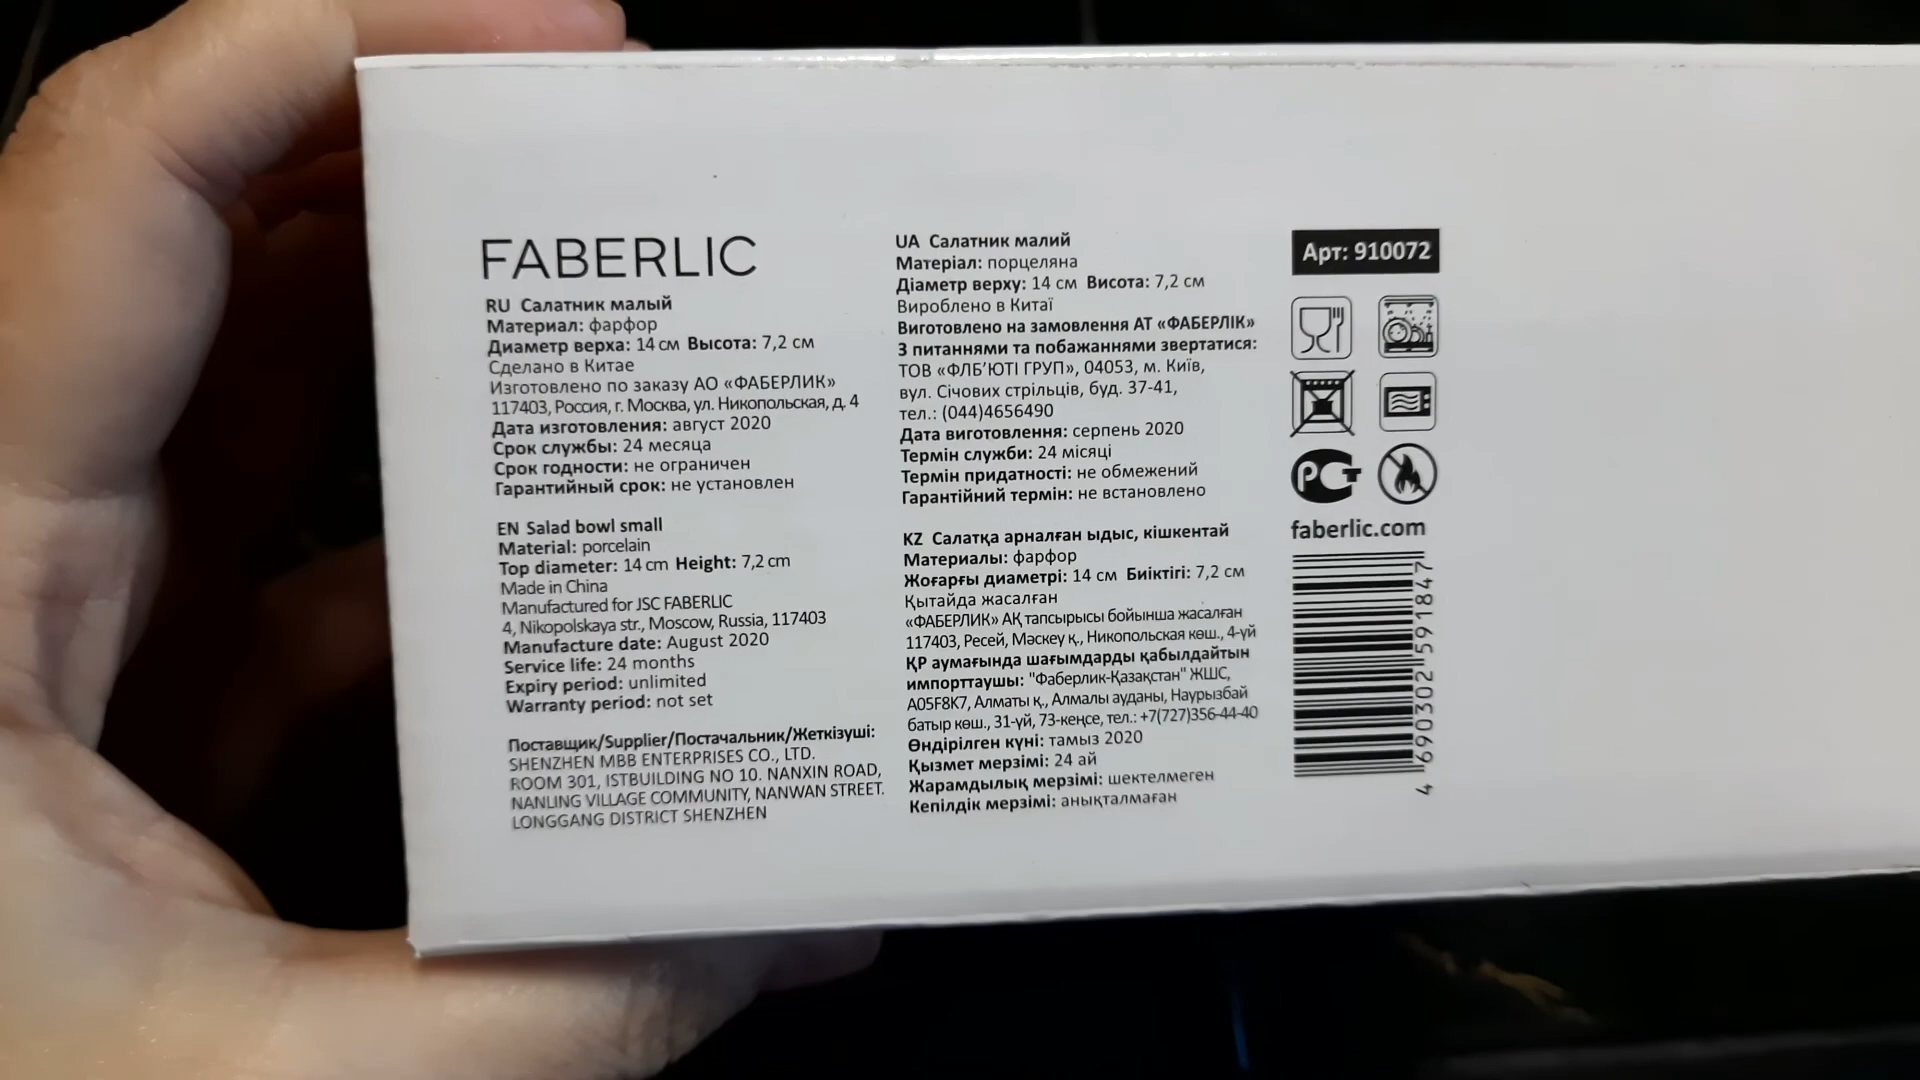 FABERLIC
RU Салатник малый
Материал: фарфор
Диаметр верха: 14 см Высота: 7,2 см
Сделано в Китае
Изготовлено по заказу АО «ФАБЕРЛИК»
117403, Россия, г. Москва, ул. Никопольская, д. 4
Дата изготовления: август 2020
Срок службы: 24 месяца
Срок годности: не ограничен
Гарантийный срок: не установлен
EN Salad bowl small
Material: porcelain
Top diameter: 14 cm Height: 7,2 cm
Made in China
Manufactured for JSC FABERLIC
4, Nikopolskaya str., Moscow, Russia, 117403
Manufacture date: August 2020
Service life: 24 months
Expiry period: unlimited
Warranty period: not set
Поставщик/Supplier/Постачальник/Жеткізуші:
SHENZHEN MBB ENTERPRISES CO., LTD.
ROOM 301, ISTBUILDING NO 10. NANXIN ROAD,
NANLING VILLAGE COMMUNITY, NANWAN STREET.
LONGGANG DISTRICT SHENZHEN
UA Салатник малий
Матеріал: порцеляна
Діаметр верху: 14 см Висота: 7,2 см
Вироблено в Китаї
Виготовлено на замовлення АТ «ФАБЕРЛІК»
З питаннями та побажаннями звертатися:
ТОВ «ФЛБ'ЮТІ ГРУП», 04053, м. Київ,
вул. Січових стрільців, буд. 37-41,
тел.: (044)4656490
Дата виготовлення: серпень 2020
Термін служби: 24 місяці
Термін придатності: не обмежений
Гарантійний термін: не встановлено
KZ Салатқа арналған ыдыс, кішкентай
Материалы: фарфор
Жоғарғы диаметрі: 14 см Биіктігі: 7,2 см
Қытайда жасалған
«ФАБЕРЛИК» АҚ тапсырысы бойынша жасалған
117403, Ресей, Мәскеу қ., Никопольская көш., 4-үй
ҚР аумағында шағымдарды қабылдайтын
импорттаушы: "Фаберлик-Қазақстан" ЖШС,
А05F8K7, Алматы қ., Алмалы ауданы, Наурызбай
батыр көш., 31-үй, 73-кеңсе, тел.: +7(727)356-44-40
Өндірілген күні: тамыз 2020
Қызмет мерзімі: 24 ай
Жарамдылық мерзімі: шектелмеген
Кепілдік мерзімі: анықталмаған
Арт: 910072
РСТ
faberlic.com
4 690302 591847